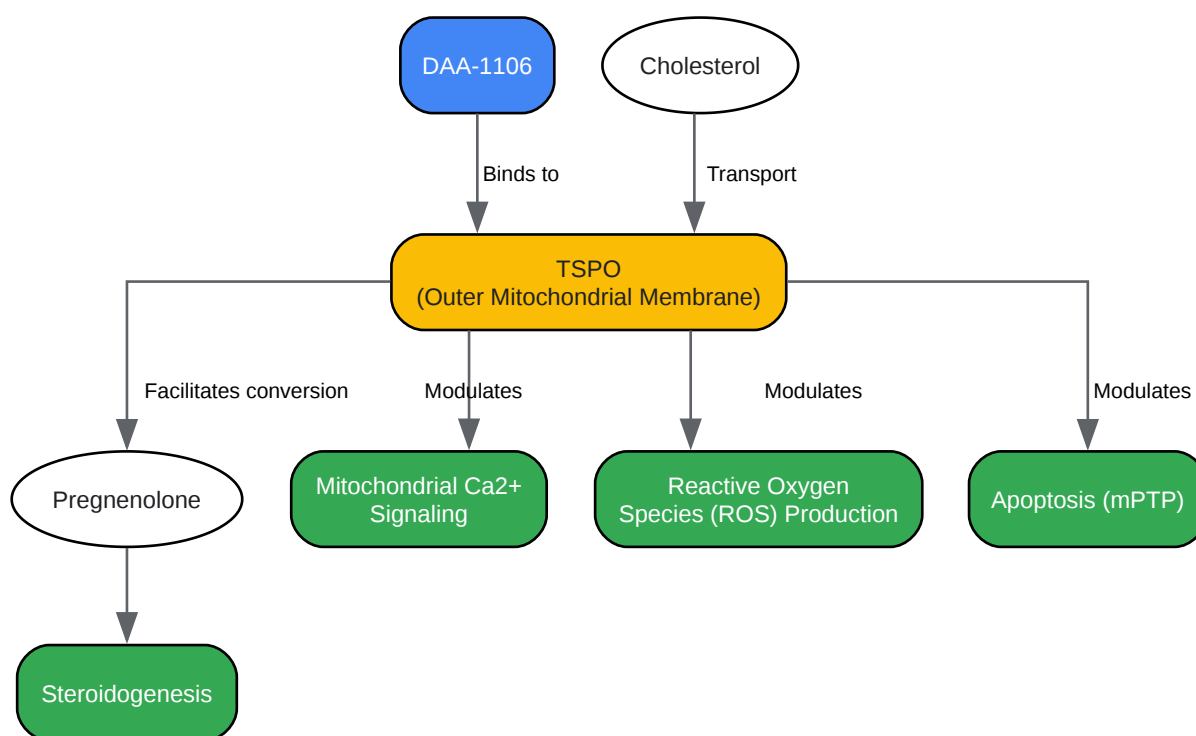 DAA-1106
Cholesterol
Binds to
Transport
TSPO
(Outer Mitochondrial Membrane)
Facilitates conversion
Modulates
Modulates
Modulates
Pregnenolone
Mitochondrial Ca2+
Signaling
Reactive Oxygen
Species (ROS) Production
Apoptosis (mPTP)
Steroidogenesis